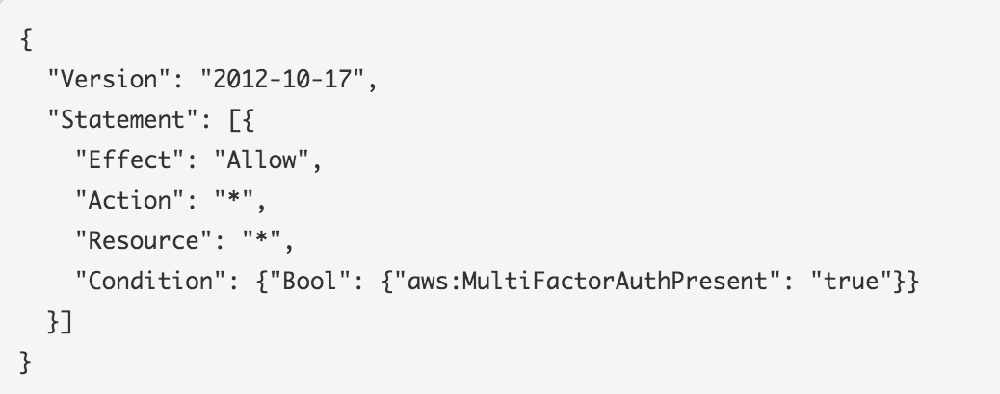 {
  "Version": "2012-10-17",
  "Statement": [{
    "Effect": "Allow",
    "Action": "*",
    "Resource": "*",
    "Condition": {"Bool": {"aws:MultiFactorAuthPresent": "true"}}
  }]
}